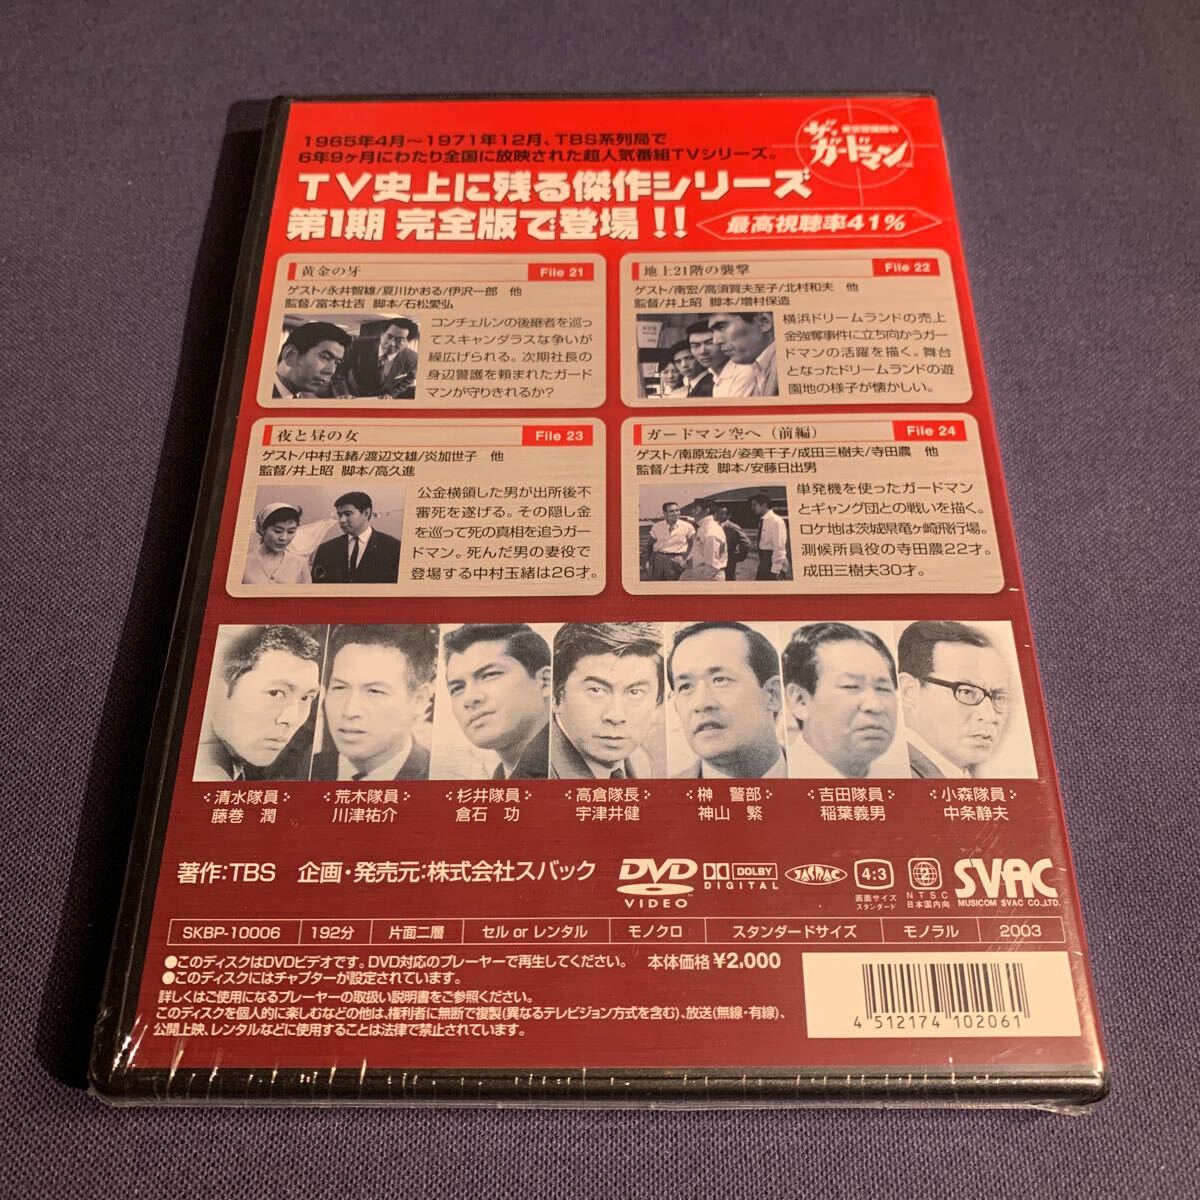 1965年4月～1971年12月、TBS系列局で
6年9ヶ月にわたり全国に放映された超人気番組TVシリーズ。
ザ・ガードマン
東京警備指令
TV史上に残る傑作シリーズ
第1期 完全版で登場!!
最高視聴率41%
黄金の牙 File 21
ゲスト/永井智雄/夏川かおる/伊沢一郎 他
監督/富本壮吉 脚本/石松愛弘
コンチェルンの後継者を巡っ
てスキャンダラスな争いが
繰広げられる。次期社長の
身辺警護を頼まれたガード
マンが守りきれるか?
地上21階の襲撃 File 22
ゲスト/南宏/高須賀夫至子/北村和夫 他
監督/井上昭 脚本/増村保造
横浜ドリームランドの売上
金強奪事件に立ち向かうガー
ドマンの活躍を描く。舞台
となったドリームランドの遊
園地の様子が懐かしい。
夜と昼の女 File 23
ゲスト/中村玉緒/渡辺文雄/炎加世子 他
監督/井上昭 脚本/高久進
公金横領した男が出所後不
審死を遂げる。その隠し金
を巡って死の真相を追うガー
ドマン。死んだ男の妻役で
登場する中村玉緒は26才。
ガードマン空へ(前編) File 24
ゲスト/南原宏治/姿美千子/成田三樹夫/寺田農 他
監督/土井茂 脚本/安藤日出男
単発機を使ったガードマン
とギャング団との戦いを描く。
ロケ地は茨城県竜ヶ崎飛行場。
測候所員役の寺田農22才。
成田三樹夫30才。
清水隊員
藤巻 潤
荒木隊員
川津祐介
杉井隊員
倉石 功
高倉隊長
宇津井健
榊 警部
神山 繁
吉田隊員
稲葉義男
小森隊員
中条静夫
著作:TBS 企画・発売元:株式会社スバック
DVD
VIDEO
DOLBY
DIGITAL
JASRAC
4:3
画面サイズ
スタンダード
2
NTSC
日本国内向
SVAC
MUSICOM SVAC CO.,LTD.
SKBP-10006 192分 片面二層 セル or レンタル モノクロ スタンダードサイズ モノラル 2003
●このディスクはDVDビデオです。DVD対応のプレーヤーで再生してください。 本体価格¥2,000
●このディスクにはチャプターが設定されています。
詳しくはご使用になるプレーヤーの取扱い説明書をご参照ください。
このディスクを個人的に楽しむなどの他は、権利者に無断で複製(異なるテレビジョン方式を含む)、放送(無線・有線)、
公開上映、レンタルなどに使用することは法律で禁止されています。
4 512174 102061